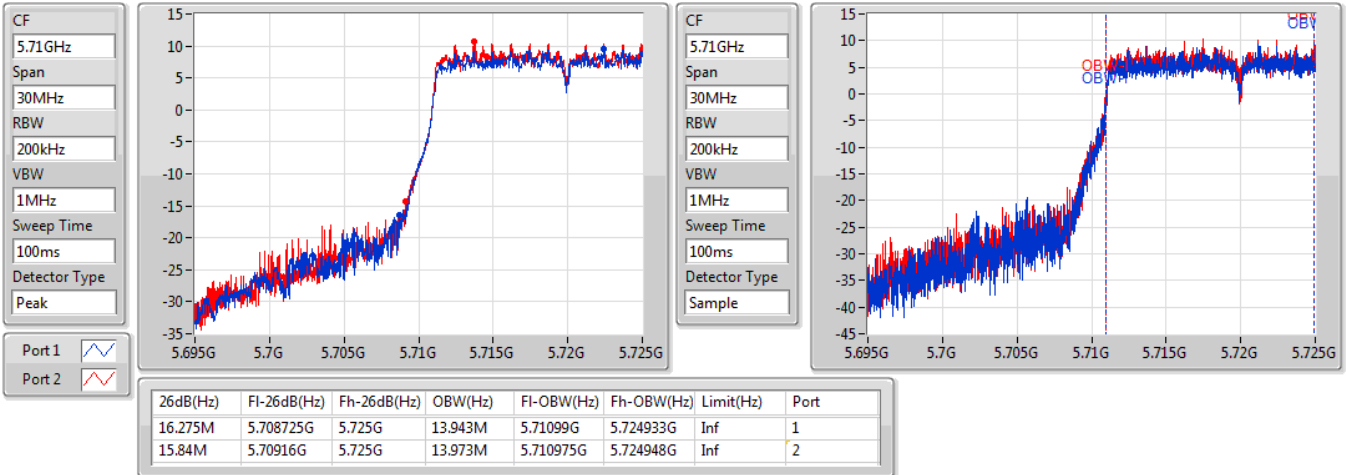 CF
5.71GHz
Span
30MHz
RBW
200kHz
VBW
1MHz
Sweep Time
100ms
Detector Type
Peak
Port 1
Port 2
15
10
5
0
-5
-10
-15
-20
-25
-30
-35
5.695G 5.7G 5.705G 5.71G 5.715G 5.72G 5.725G
CF
5.71GHz
Span
30MHz
RBW
200kHz
VBW
1MHz
Sweep Time
100ms
Detector Type
Sample
15
10
5
0
-5
-10
-15
-20
-25
-30
-35
-40
-45
5.695G 5.7G 5.705G 5.71G 5.715G 5.72G 5.725G
26dB(Hz) Fl-26dB(Hz) Fh-26dB(Hz) OBW(Hz) Fl-OBW(Hz) Fh-OBW(Hz) Limit(Hz) Port
16.275M 5.708725G 5.725G 13.943M 5.71099G 5.724933G Inf 1
15.84M 5.70916G 5.725G 13.973M 5.710975G 5.724948G Inf 2